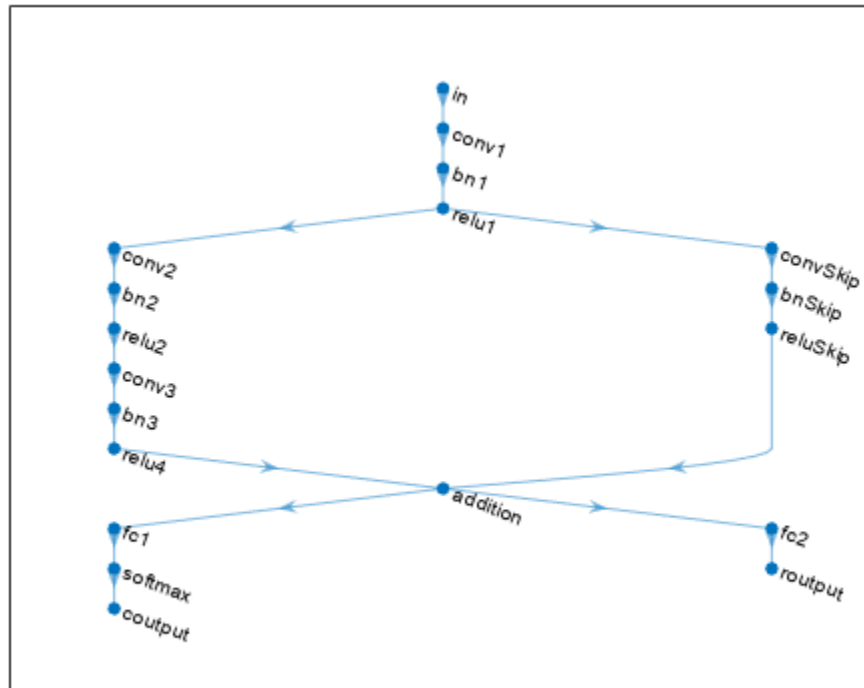 in
conv1
bn1
relu1
conv2
convSkip
bn2
bnSkip
relu2
reluSkip
conv3
bn3
relu4
addition
fc1
fc2
softmax
routput
coutput